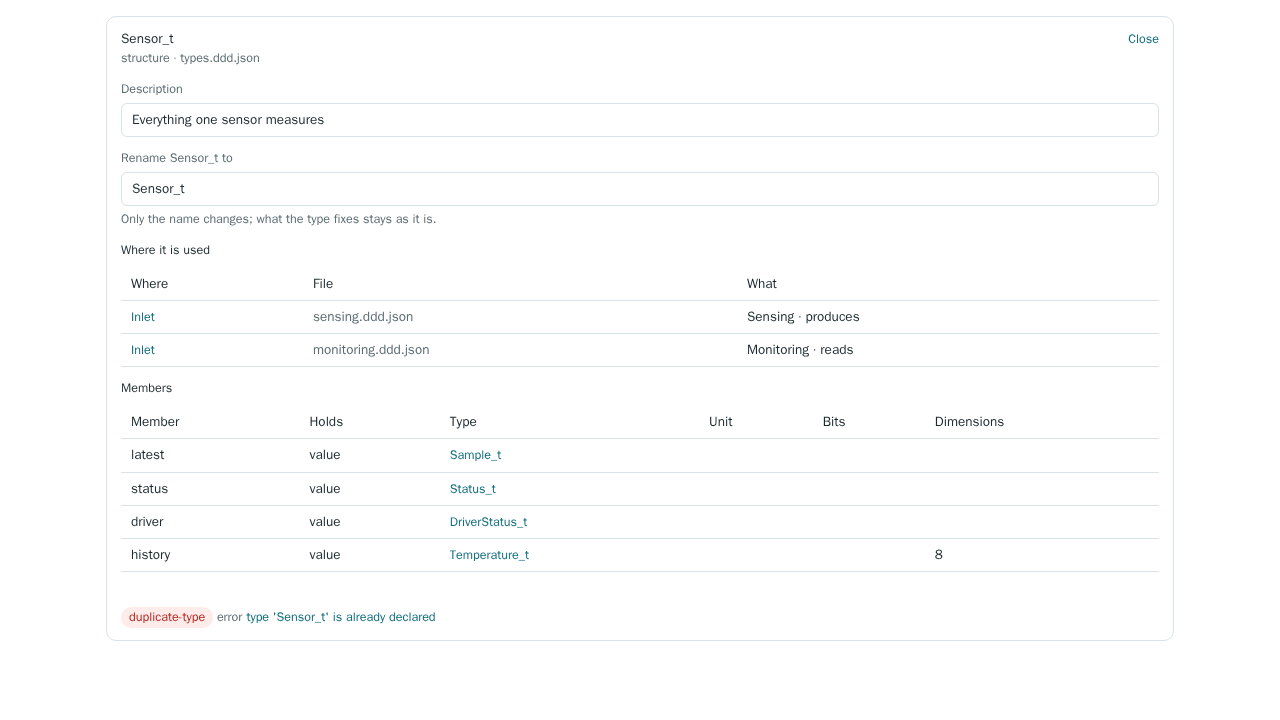 Sensor_t
Close
structure · types.ddd.json
Description
Everything one sensor measures
Rename Sensor_t to
Sensor_t
Only the name changes; what the type fixes stays as it is.
Where it is used
Where File What
Inlet sensing.ddd.json Sensing · produces
Inlet monitoring.ddd.json Monitoring · reads
Members
Member Holds Type Unit Bits Dimensions
latest value Sample_t
status value Status_t
driver value DriverStatus_t
history value Temperature_t 8
duplicate-type error type 'Sensor_t' is already declared